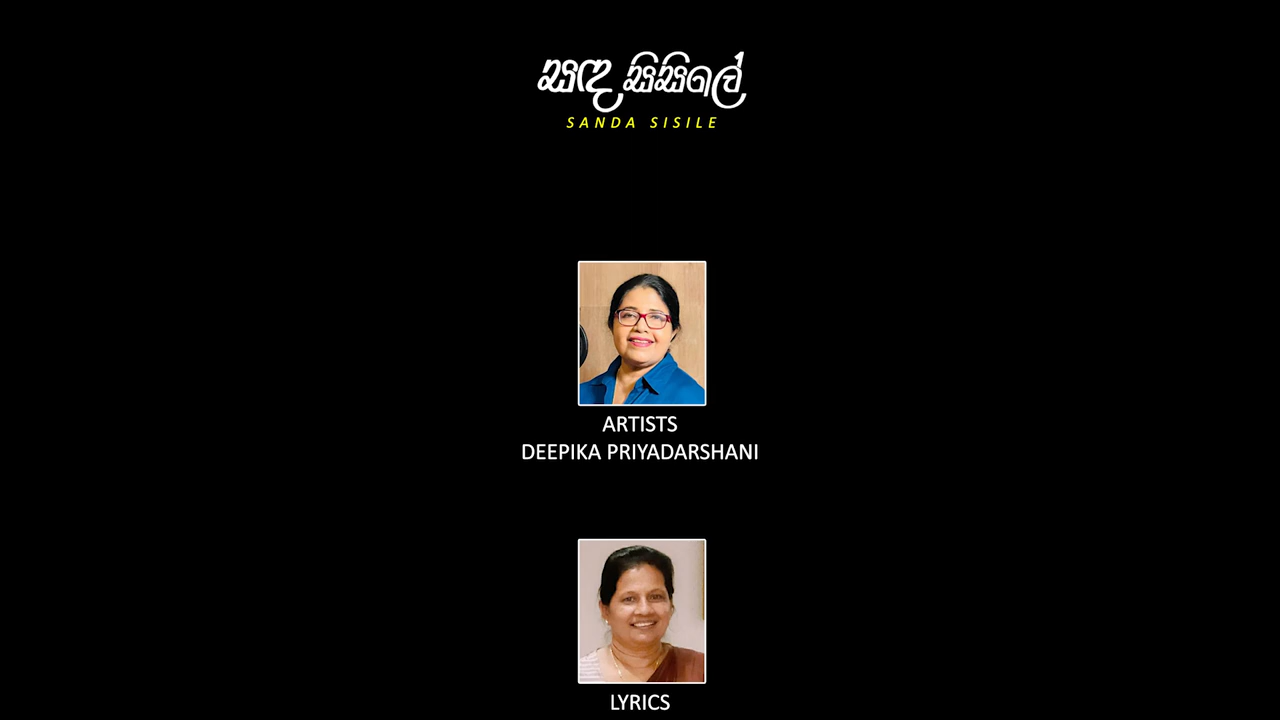 සඳ සිසිලේ
SANDA SISILE
ARTISTS
DEEPIKA PRIYADARSHANI
LYRICS